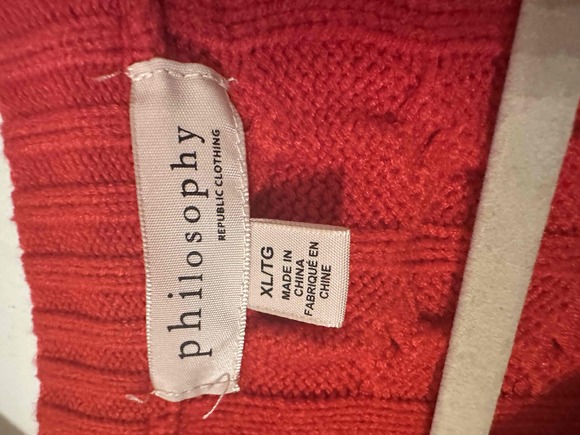 philosophy
REPUBLIC CLOTHING
XL/TG
MADE IN
CHINA
FABRIQUÉ EN
CHINE